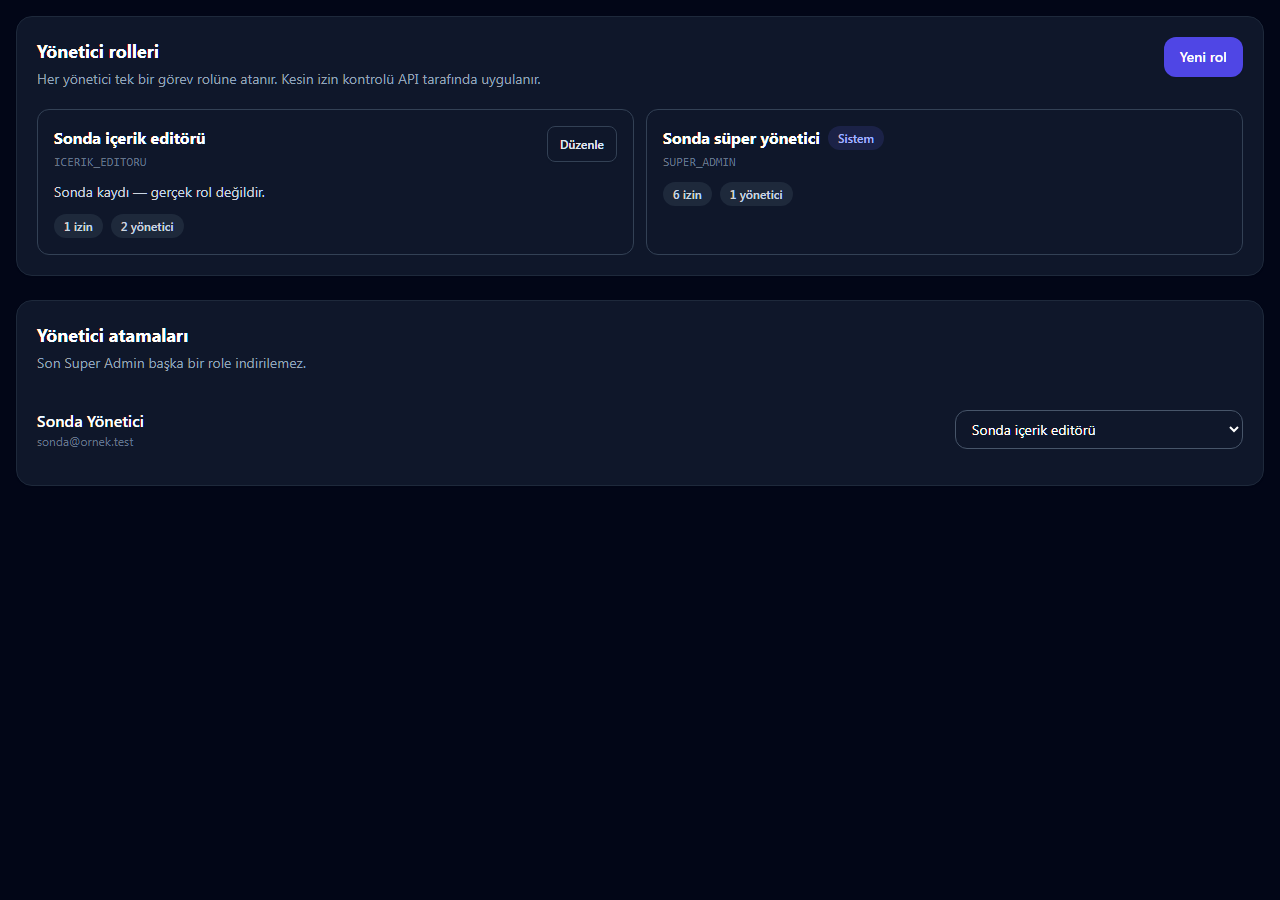 Yönetici rolleri
Her yönetici tek bir görev rolüne atanır. Kesin izin kontrolü API tarafında uygulanır.
Yeni rol
Sonda içerik editörü
Düzenle
ICERIK_EDITORU
Sonda kaydı — gerçek rol değildir.
1 izin
2 yönetici
Sonda süper yönetici
Sistem
SUPER_ADMIN
6 izin
1 yönetici
Yönetici atamaları
Son Super Admin başka bir role indirilemez.
Sonda Yönetici
sonda@ornek.test
Sonda içerik editörü